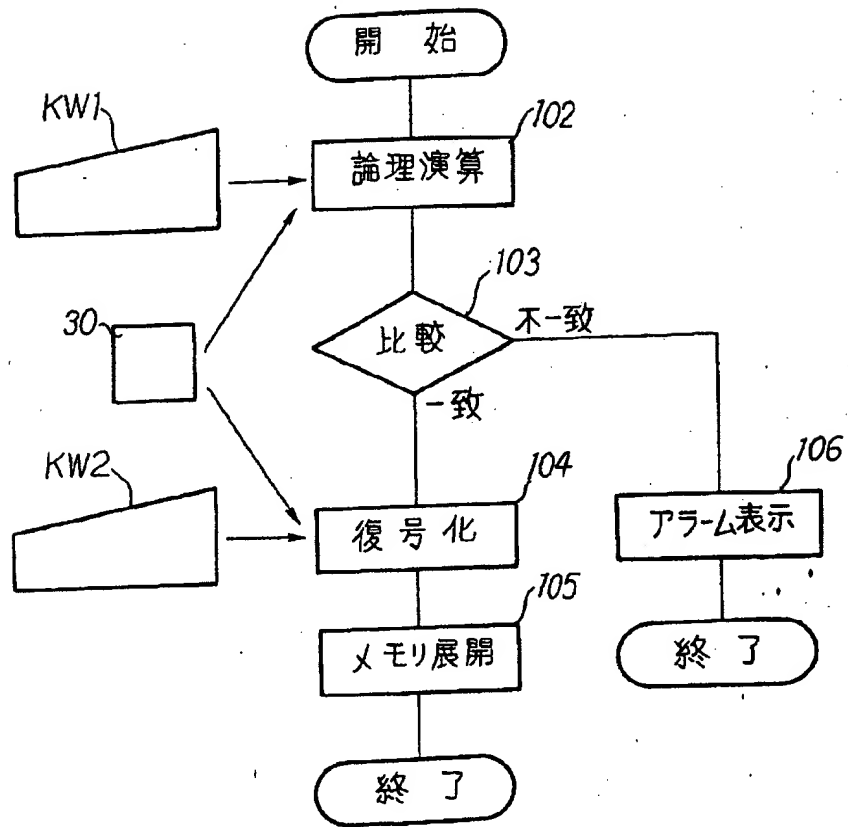 開始
KW1
102
論理演算
103
30
比較
不一致
一致
KW2
104
106
復号化
アラーム表示
105
メモリ展開
終了
終了